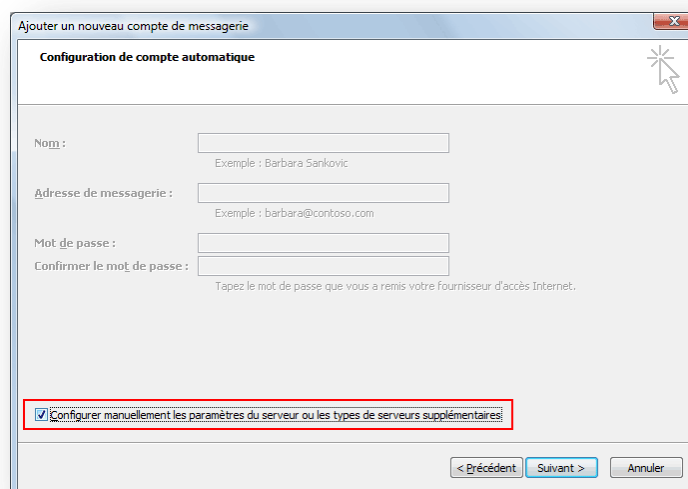 Ajouter un nouveau compte de messagerie
Configuration de compte automatique
Nom :
Exemple : Barbara Sankovic
Adresse de messagerie :
Exemple : barbara@contoso.com
Mot de passe :
Confirmer le mot de passe :
Tapez le mot de passe que vous a remis votre fournisseur d'accès Internet.
Configurer manuellement les paramètres du serveur ou les types de serveurs supplémentaires
< Précédent Suivant > Annuler